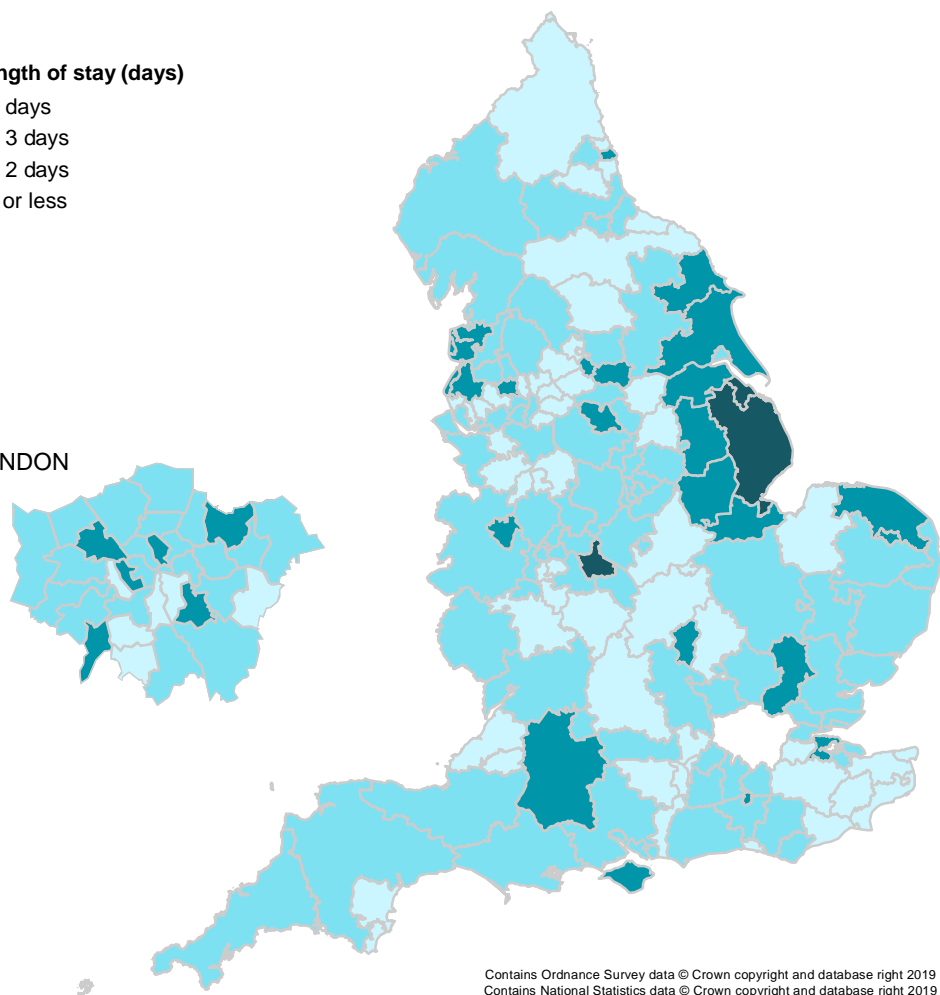 ngth of stay (days)
days
3 days
2 days
or less
NDON
Contains Ordnance Survey data © Crown copyright and database right 2019
Contains National Statistics data © Crown copyright and database right 2019